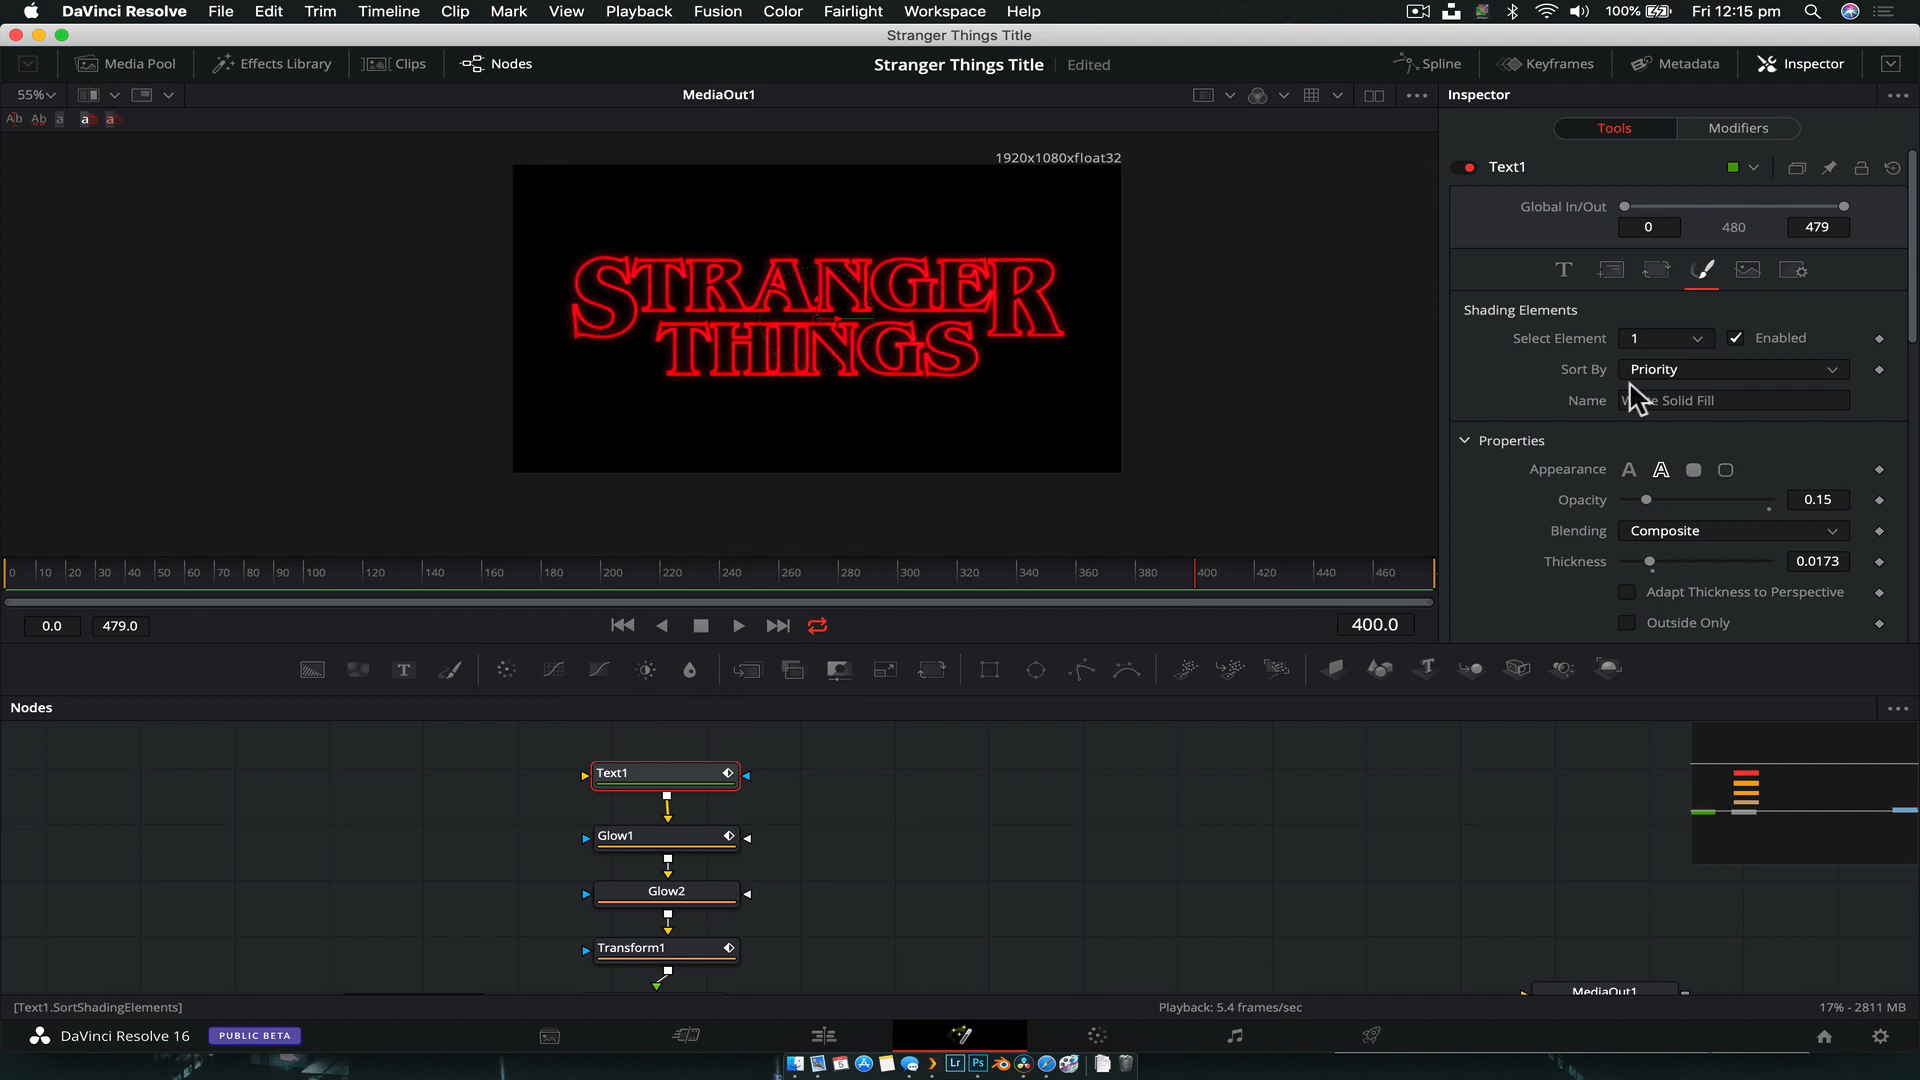 DaVinci Resolve File Edit Trim Timeline Clip Mark View Playback Fusion Color Fairlight Workspace Help 100% Fri 12:15 pm
Stranger Things Title
Media Pool Effects Library Clips Nodes Stranger Things Title Edited Spline Keyframes Metadata Inspector
55% MediaOut1 Inspector
Tools Modifiers
1920x1080xfloat32
Text1
Global In/Out
0 480 479
STRANGER
THINGS
Shading Elements
Select Element 1 Enabled
Sort By Priority
Name Solid Fill
Properties
Appearance
Opacity 0.15
Blending Composite
Thickness 0.0173
Adapt Thickness to Perspective
Outside Only
0 10 20 30 40 50 60 70 80 90 100 120 140 160 180 200 220 240 260 280 300 320 340 360 380 400 420 440 460
0.0 479.0 400.0
Nodes
Text1
Glow1
Glow2
Transform1
MediaOut1
[Text1.SortShadingElements] Playback: 5.4 frames/sec 17% - 2811 MB
DaVinci Resolve 16 PUBLIC BETA
Lr Ps